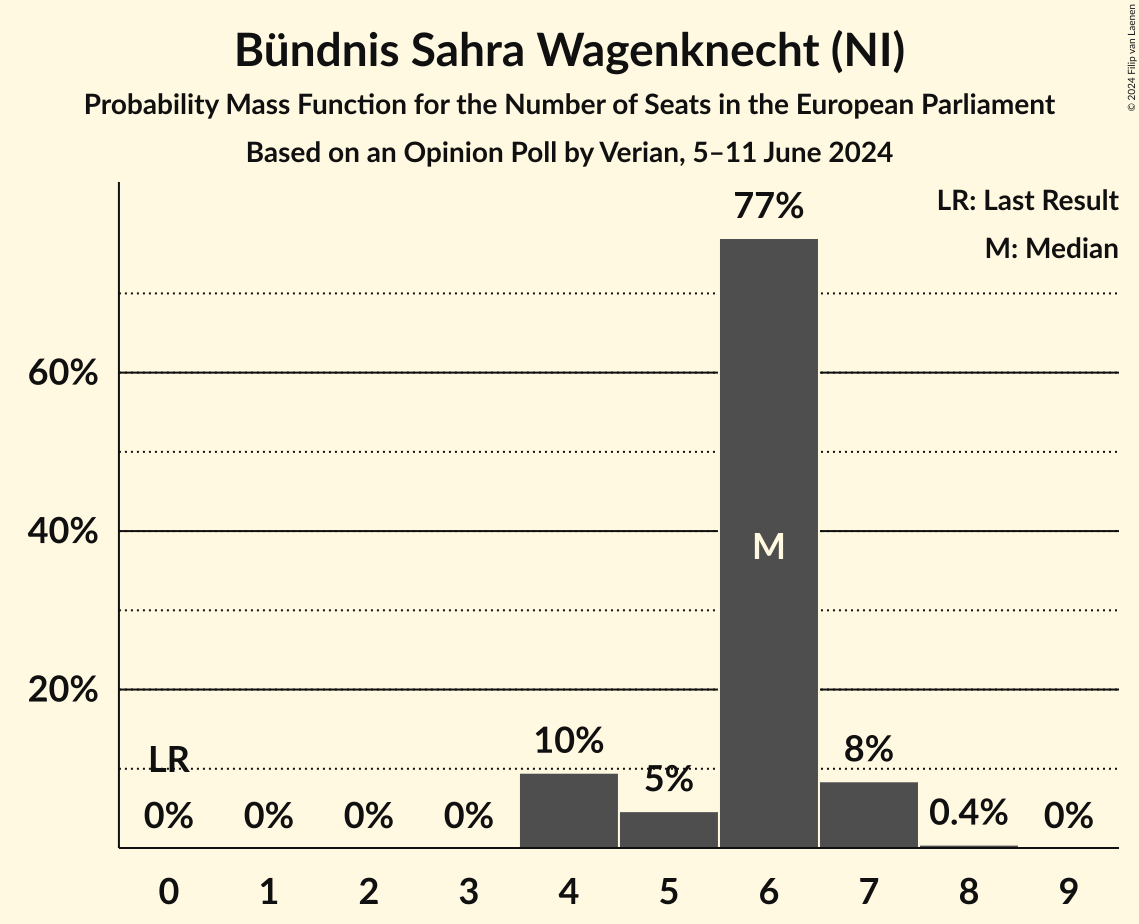 Bündnis Sahra Wagenknecht (NI)
Probability Mass Function for the Number of Seats in the European Parliament
Based on an Opinion Poll by Verian, 5–11 June 2024
© 2024 Filip van Laenen
LR: Last Result
M: Median
77%
60%
40%
20%
M
LR
0%
0%
0%
0%
10%
5%
8%
0.4%
0%
0 1 2 3 4 5 6 7 8 9